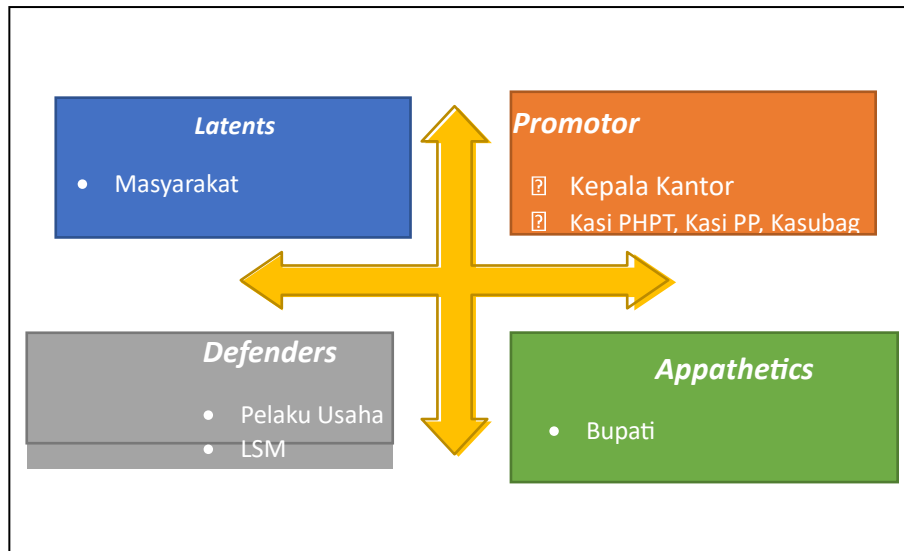 Latents
• Masyarakat
Promotor
⍰ Kepala Kantor
⍰ Kasi PHPT, Kasi PP, Kasubag
Defenders
• Pelaku Usaha
• LSM
Appathetics
• Bupati